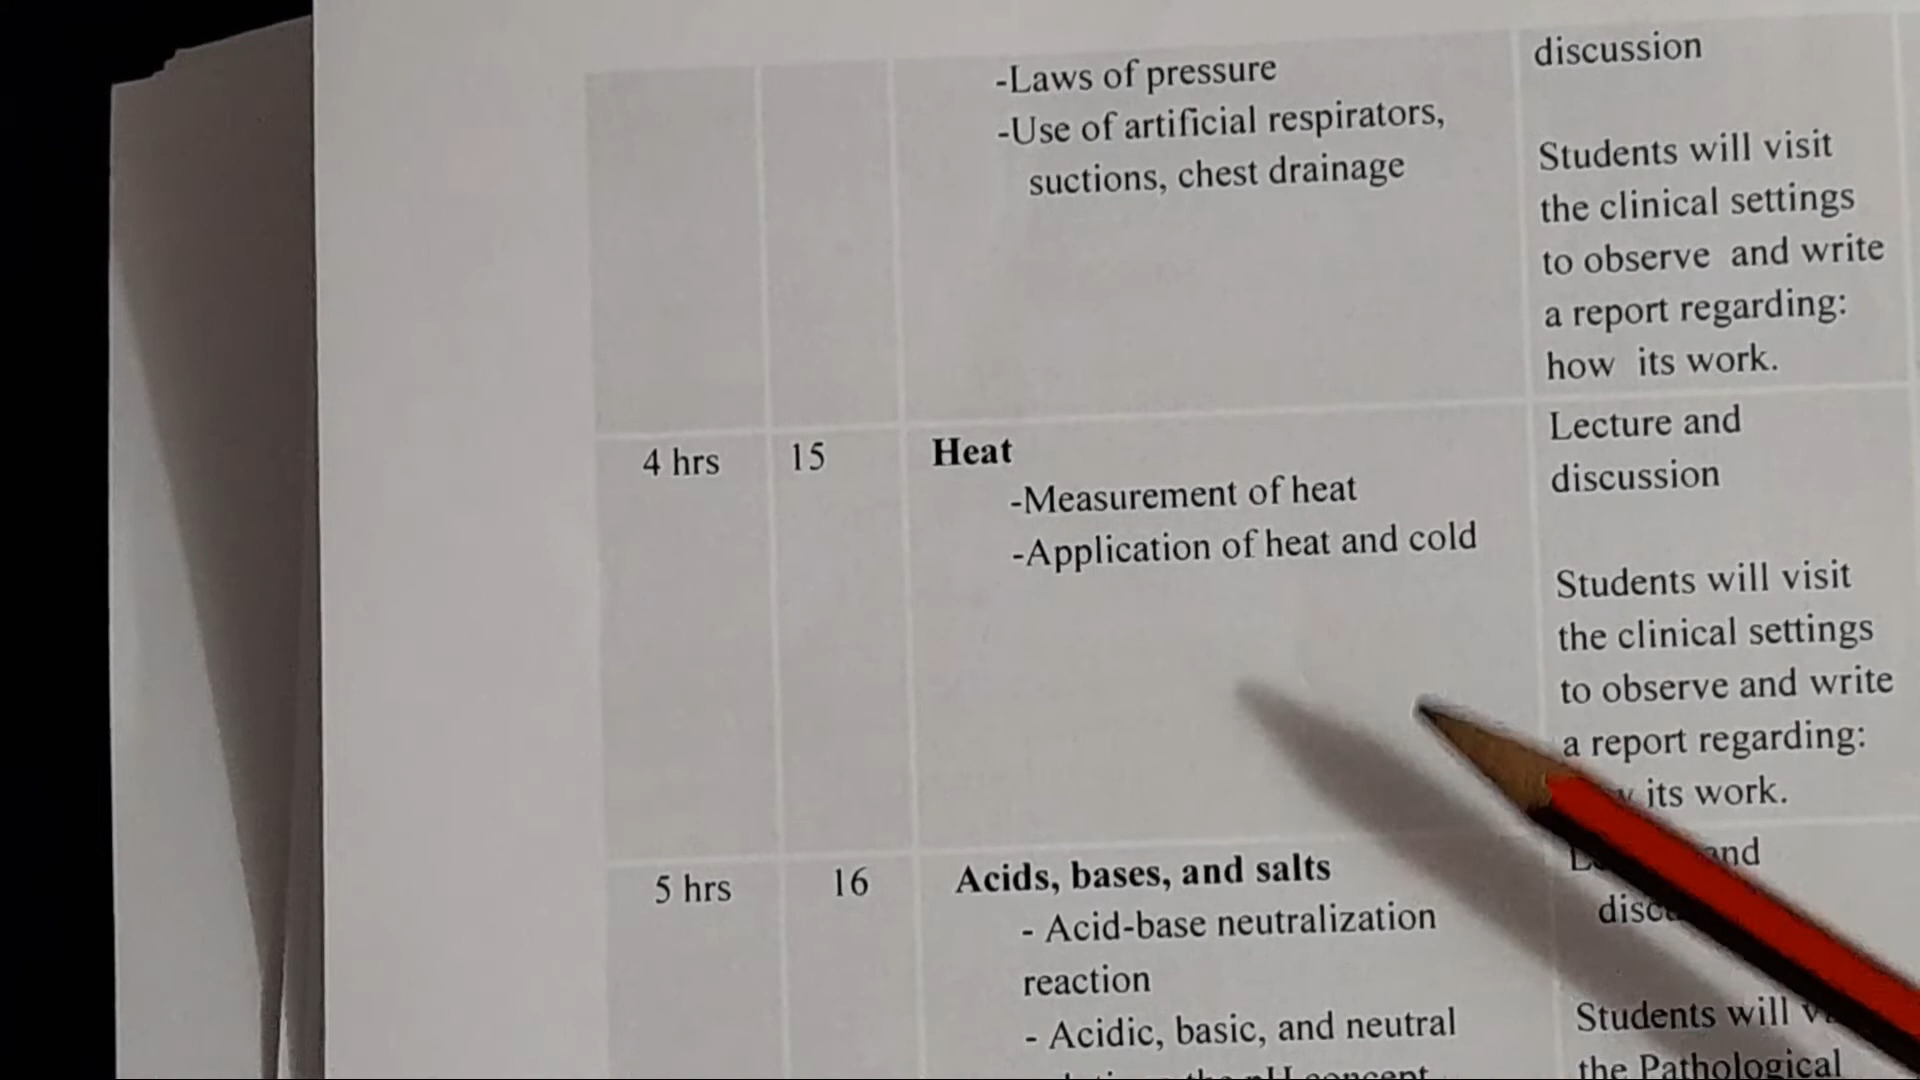 -Laws of pressure
-Use of artificial respirators,
suctions, chest drainage
discussion
Students will visit
the clinical settings
to observe and write
a report regarding:
how its work.
4 hrs
15
Heat
-Measurement of heat
-Application of heat and cold
Lecture and
discussion
Students will visit
the clinical settings
to observe and write
a report regarding:
its work.
5 hrs
16
Acids, bases, and salts
- Acid-base neutralization
reaction
- Acidic, basic, and neutral
the pH concept
and
Students will
the Pathological